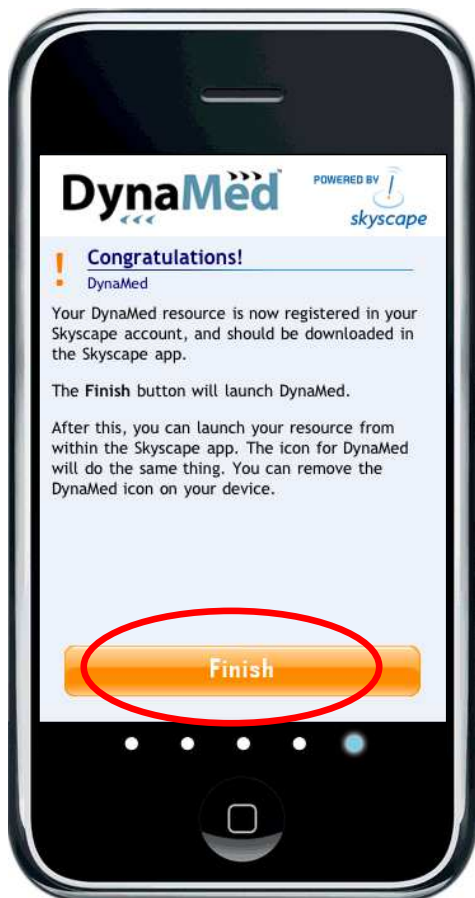 DynaMed
POWERED BY
skyscape
!
Congratulations!
DynaMed
Your DynaMed resource is now registered in your
Skyscape account, and should be downloaded in
the Skyscape app.
The Finish button will launch DynaMed.
After this, you can launch your resource from
within the Skyscape app. The icon for DynaMed
will do the same thing. You can remove the
DynaMed icon on your device.
Finish